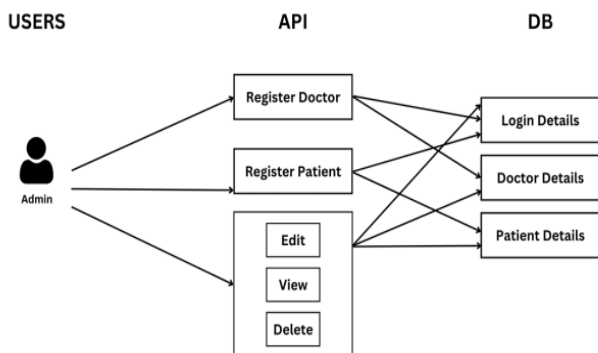 USERS
API
DB
Register Doctor
Login Details
Register Patient
Doctor Details
Admin
Patient Details
Edit
View
Delete